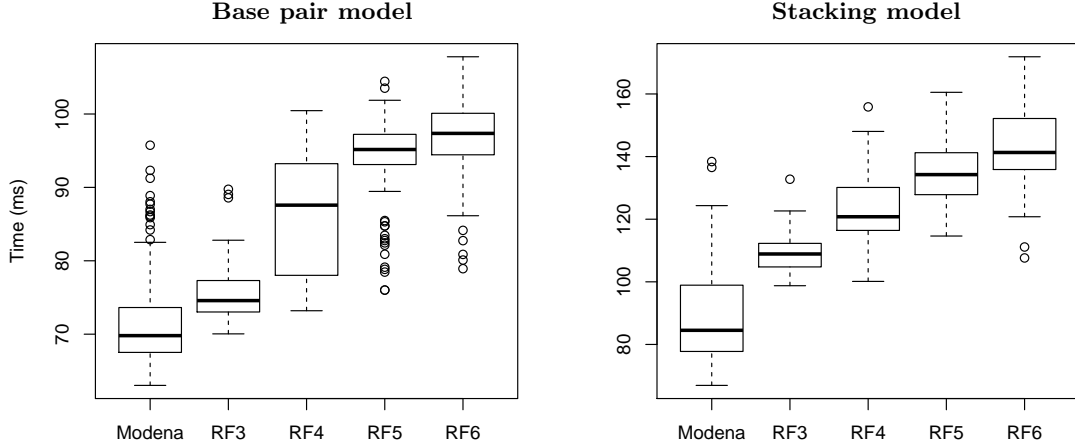 Base pair model
Time (ms)
100
90
80
70
Modena RF3 RF4 RF5 RF6
Stacking model
160
140
120
100
80
Modena RF3 RF4 RF5 RF6